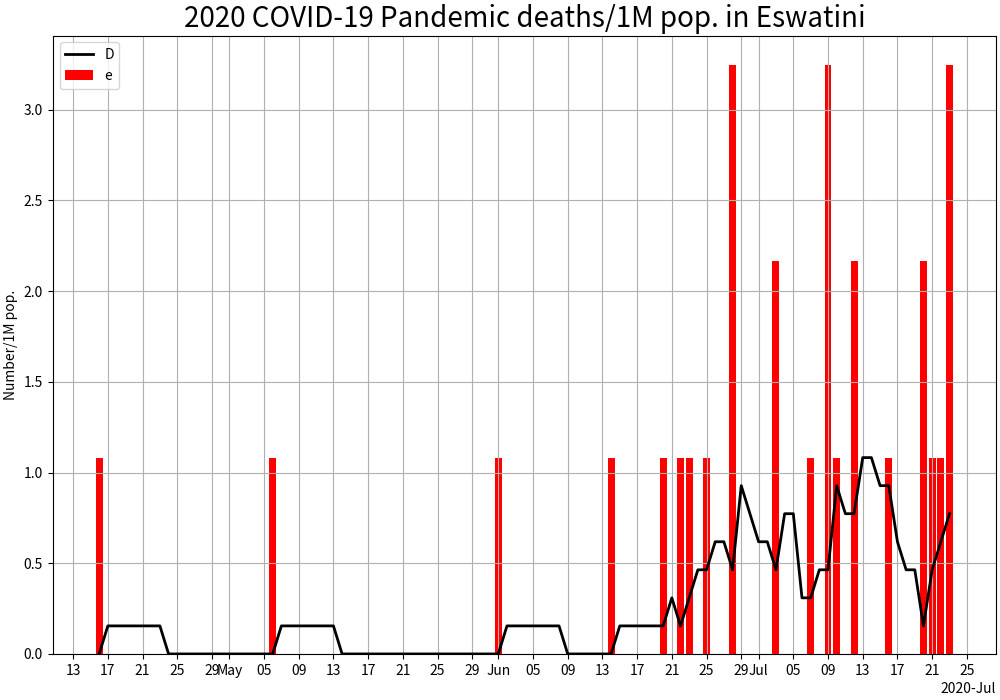 2020 COVID-19 Pandemic deaths/1M pop. in Eswatini
D
e
Number/1M pop.
3.0
2.5
2.0
1.5
1.0
0.5
0.0
13 17 21 25 29 May 05 09 13 17 21 25 29 Jun 05 09 13 17 21 25 29 Jul 05 09 13 17 21 25
2020-Jul